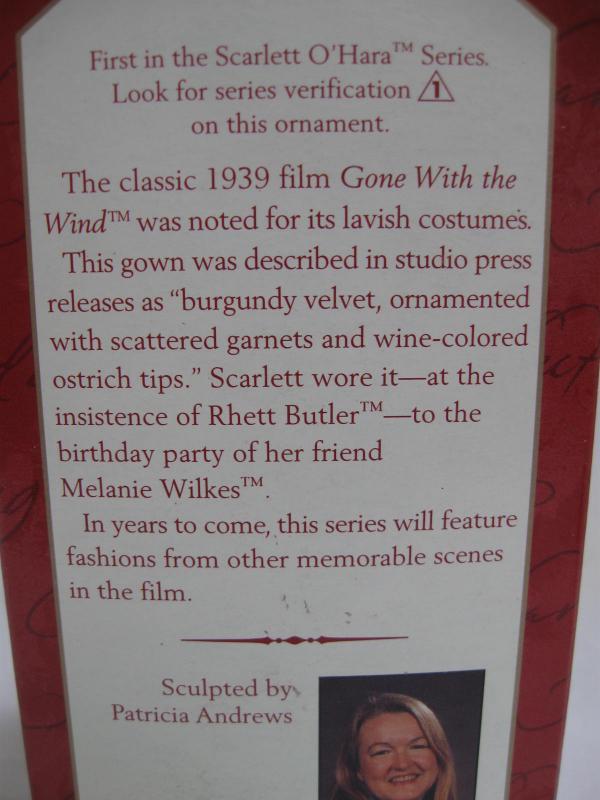 First in the Scarlett O'Hara™ Series.
Look for series verification 1
on this ornament.
The classic 1939 film Gone With the
Wind™ was noted for its lavish costumes.
This gown was described in studio press
releases as “burgundy velvet, ornamented
with scattered garnets and wine-colored
ostrich tips.” Scarlett wore it—at the
insistence of Rhett Butler™—to the
birthday party of her friend
Melanie Wilkes™.
In years to come, this series will feature
fashions from other memorable scenes
in the film.
Sculpted by
Patricia Andrews